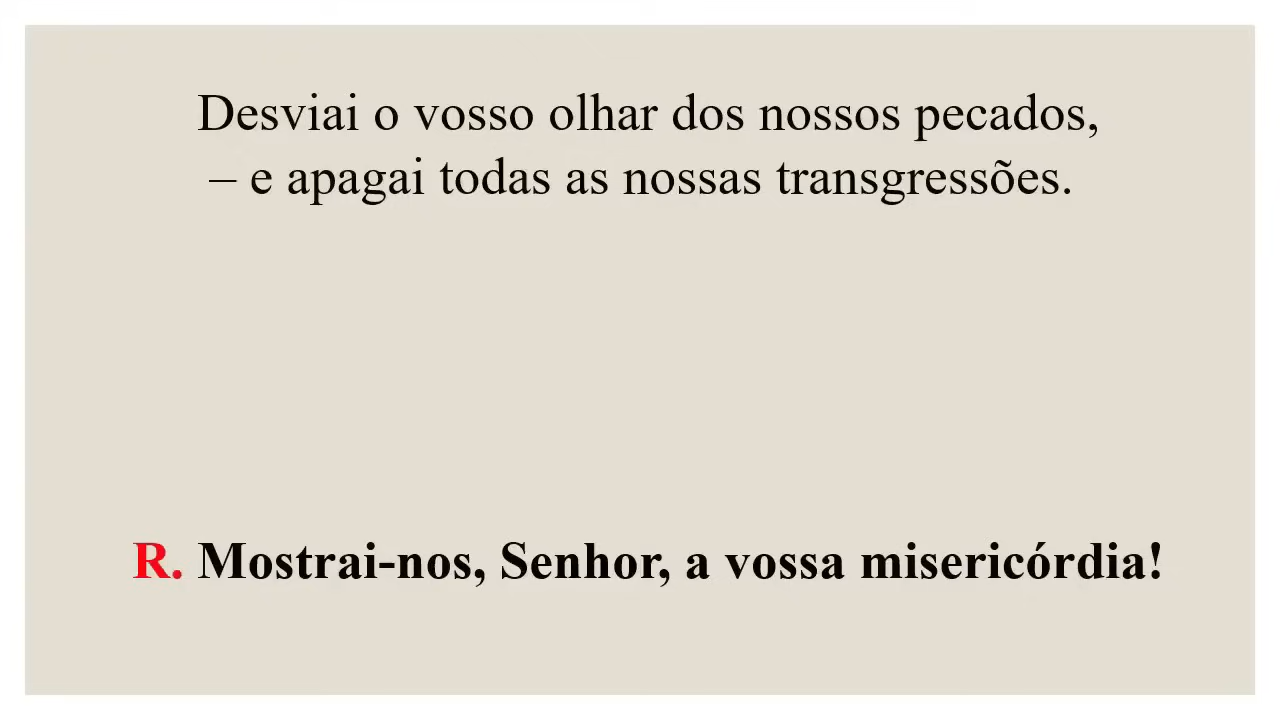 Desviai o vosso olhar dos nossos pecados,
– e apagai todas as nossas transgressões.
R. Mostrai-nos, Senhor, a vossa misericórdia!